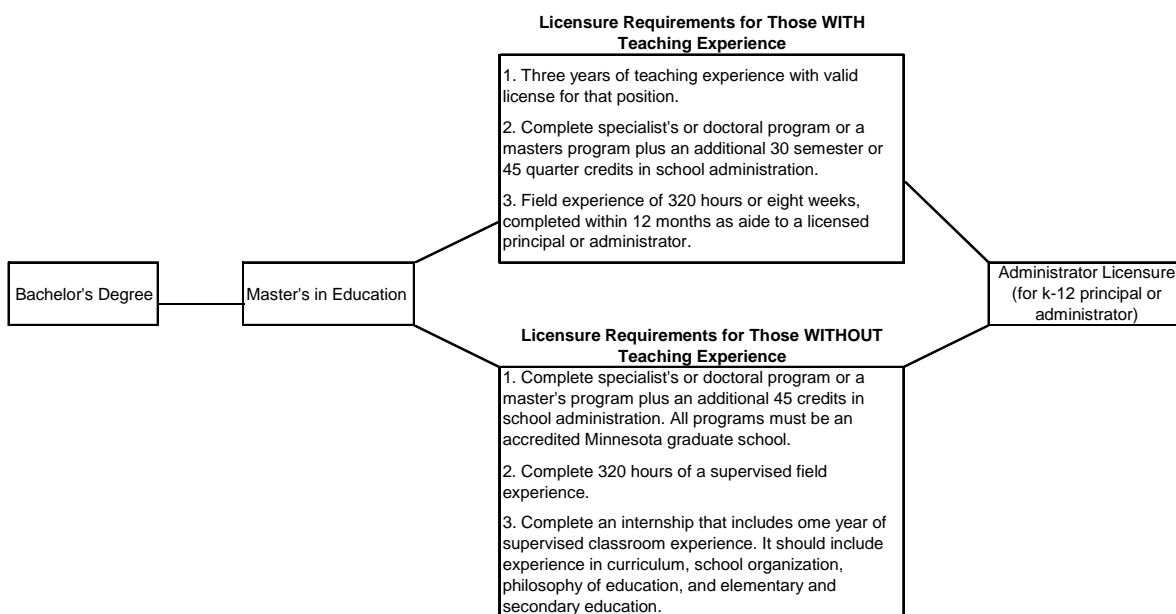 Licensure Requirements for Those WITH
Teaching Experience
1. Three years of teaching experience with valid
license for that position.
2. Complete specialist's or doctoral program or a
masters program plus an additional 30 semester or
45 quarter credits in school administration.
3. Field experience of 320 hours or eight weeks,
completed within 12 months as aide to a licensed
principal or administrator.
Bachelor's Degree
Master's in Education
Administrator Licensure
(for k-12 principal or
administrator)
Licensure Requirements for Those WITHOUT
Teaching Experience
1. Complete specialist's or doctoral program or a
master's program plus an additional 45 credits in
school administration. All programs must be an
accredited Minnesota graduate school.
2. Complete 320 hours of a supervised field
experience.
3. Complete an internship that includes ome year of
supervised classroom experience. It should include
experience in curriculum, school organization,
philosophy of education, and elementary and
secondary education.